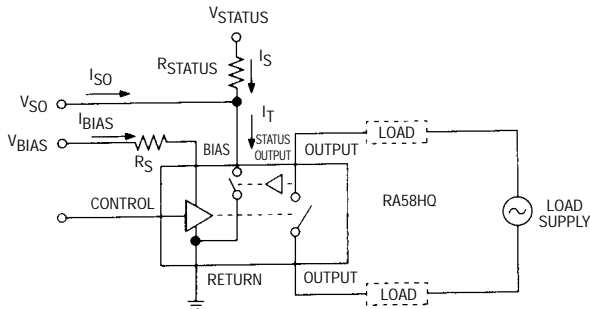 VSTATUS
RSTATUS
IS
ISO
VSO
IT
IBIAS
VBIAS
RS
BIAS
STATUS
OUTPUT
OUTPUT
LOAD
CONTROL
RA58HQ
LOAD
SUPPLY
RETURN
OUTPUT
LOAD